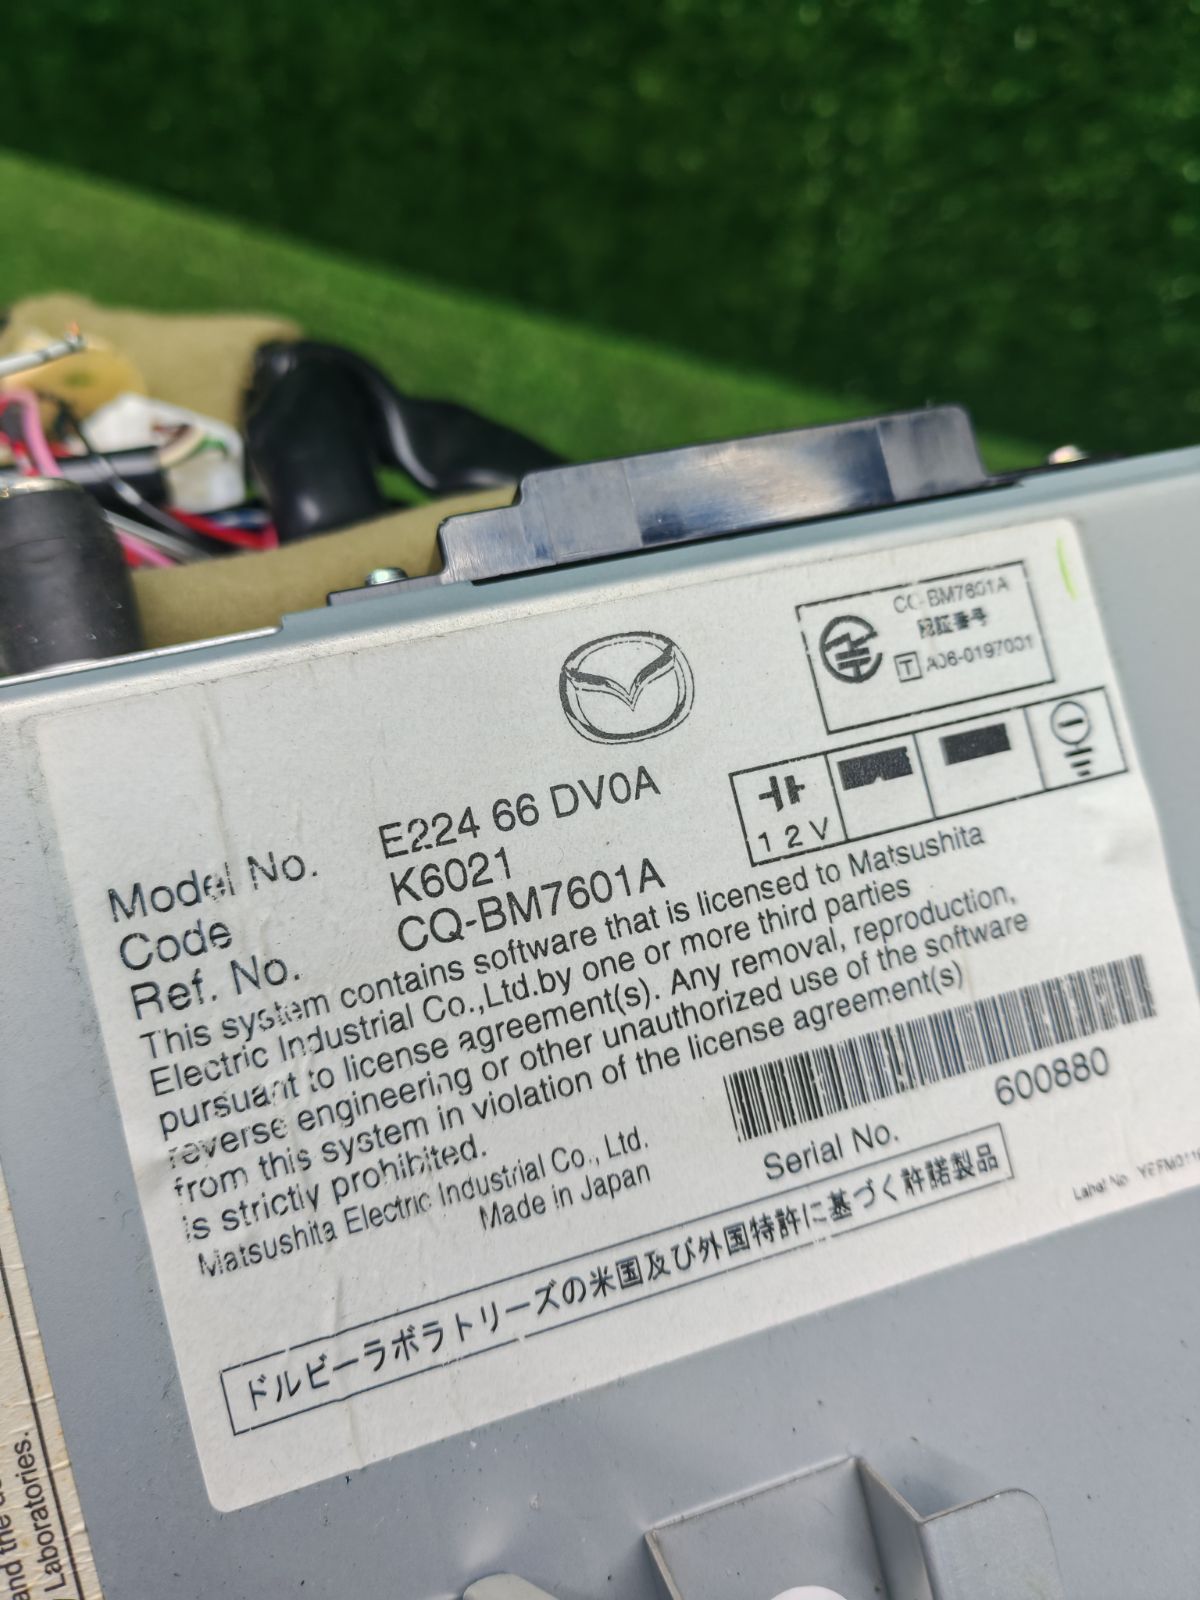 CQ-BM7601A
認証番号
T A06-0197001
12V
Model No. E224 66 DV0A
Code K6021
Ref. No. CQ-BM7601A
This system contains software that is licensed to Matsushita
Electric Industrial Co.,Ltd.by one or more third parties
pursuant to license agreement(s). Any removal, reproduction,
reverse engineering or other unauthorized use of the software
from this system in violation of the license agreement(s)
is strictly prohibited.
Matsushita Electric Industrial Co., Ltd.
Made in Japan
Serial No. 600880
ドルビーラボラトリーズの米国及び外国特許に基づく許諾製品
Label No.
and the
Laboratories.